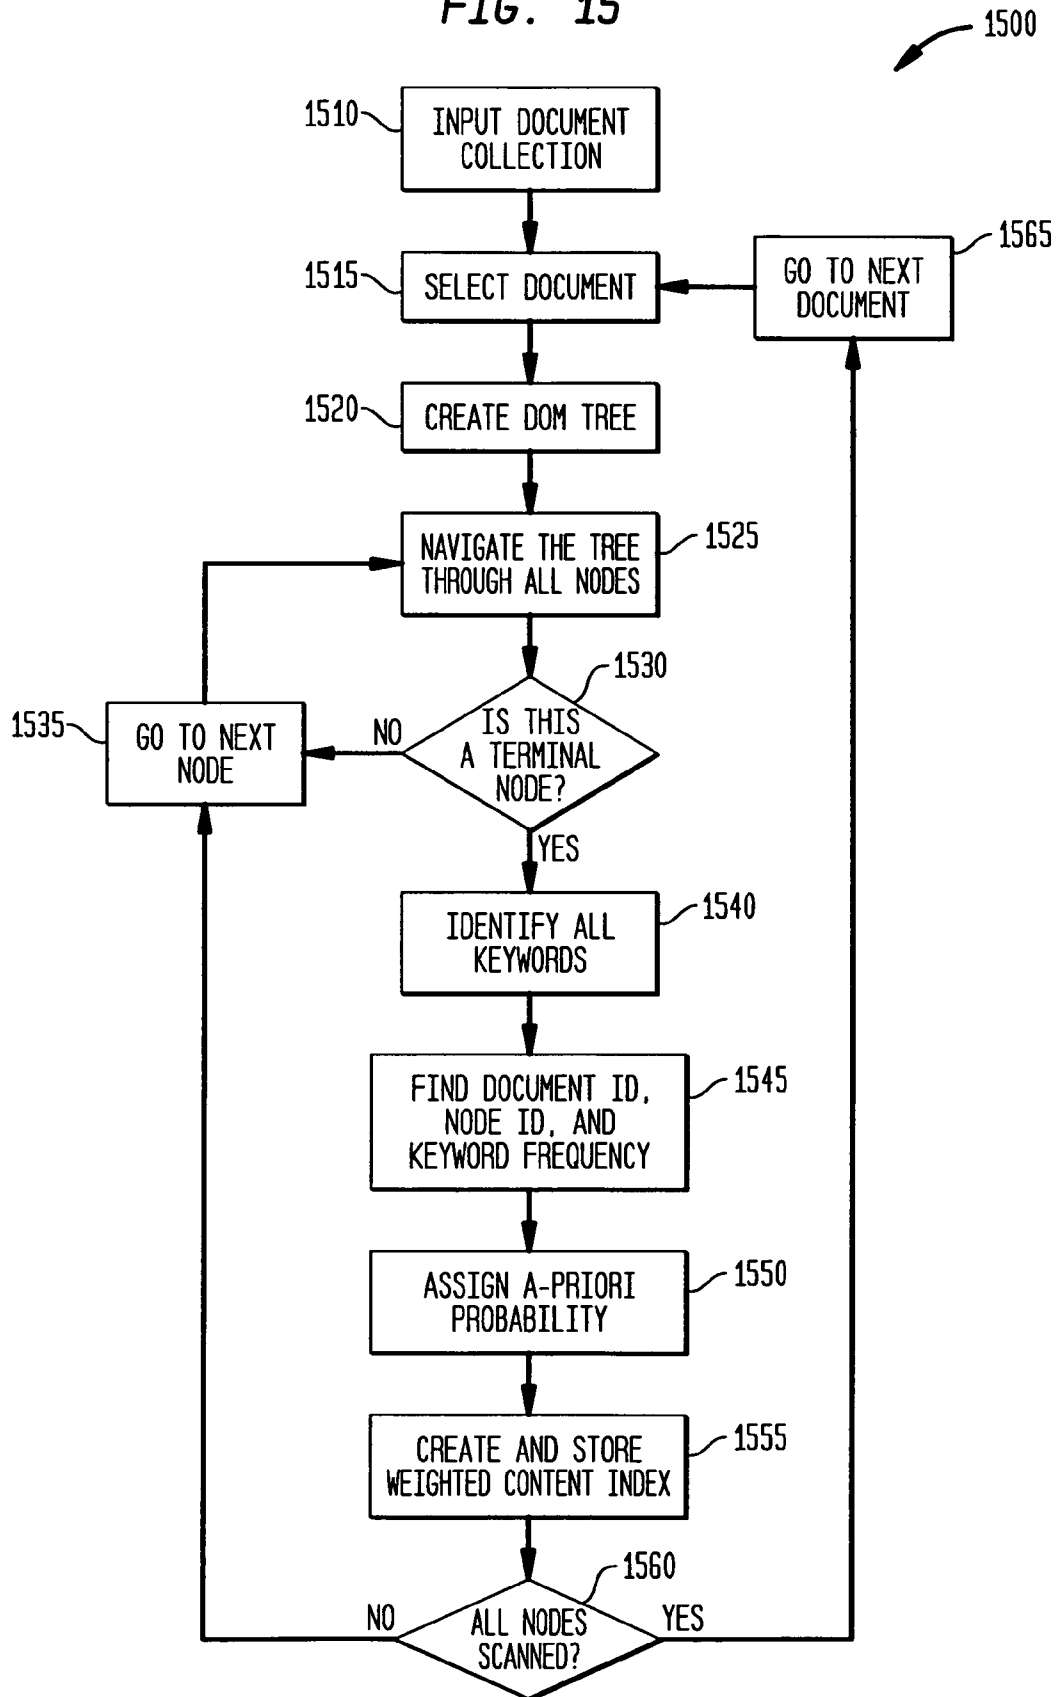 FIG. 15
1500
1510
INPUT DOCUMENT
COLLECTION
1565
GO TO NEXT
DOCUMENT
1515
SELECT DOCUMENT
1520
CREATE DOM TREE
1525
NAVIGATE THE TREE
THROUGH ALL NODES
1530
IS THIS
A TERMINAL
NODE?
NO
1535
GO TO NEXT
NODE
YES
1540
IDENTIFY ALL
KEYWORDS
1545
FIND DOCUMENT ID,
NODE ID, AND
KEYWORD FREQUENCY
1550
ASSIGN A-PRIORI
PROBABILITY
1555
CREATE AND STORE
WEIGHTED CONTENT INDEX
1560
NO
ALL NODES
SCANNED?
YES